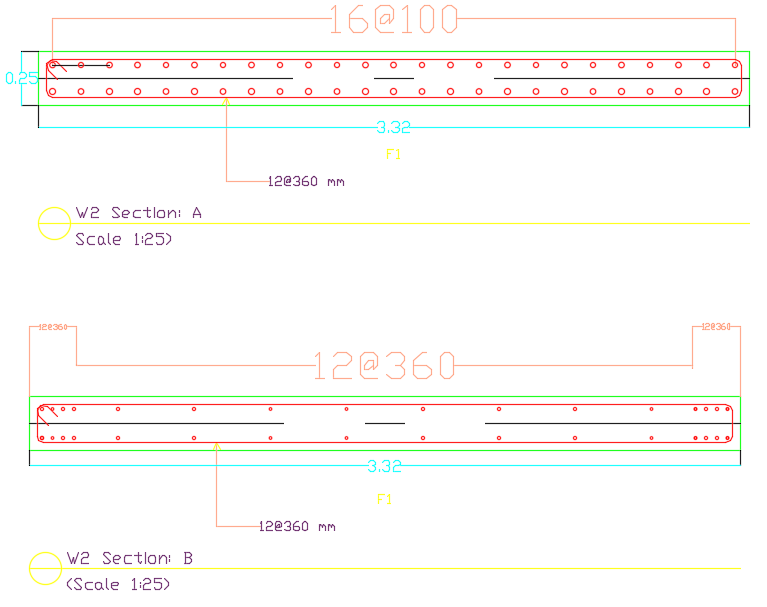 16@100
0.25
3.32
F1
12@360 mm
W2 Section: A
Scale 1:25)
12@360
12@360
12@360
3.32
F1
12@360 mm
W2 Section: B
(Scale 1:25)